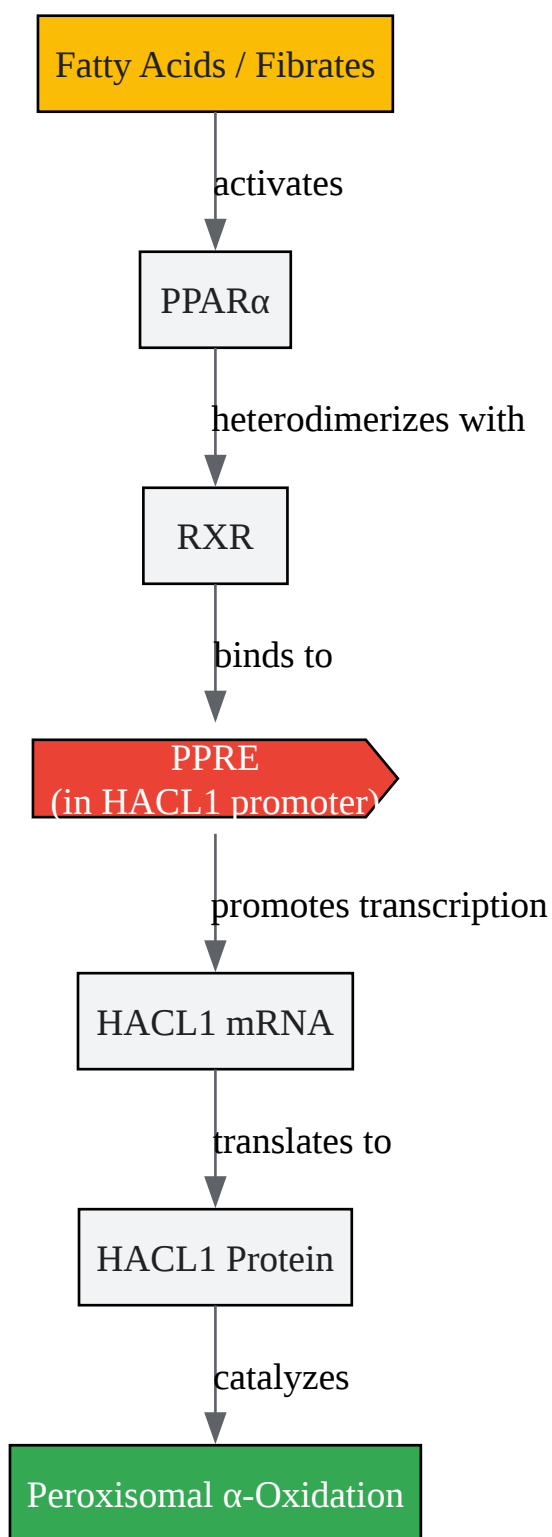 Fatty Acids / Fibrates
activates
PPARα
heterodimerizes with
RXR
binds to
PPRE
(in HACL1 promoter)
promotes transcription
HACL1 mRNA
translates to
HACL1 Protein
catalyzes
Peroxisomal α-Oxidation